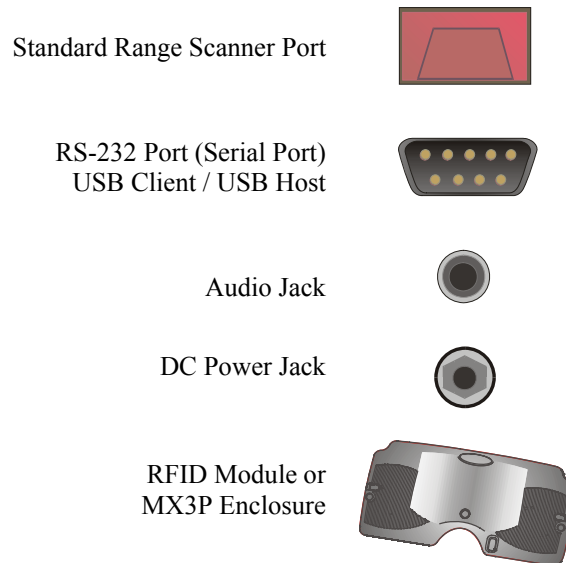 Standard Range Scanner Port
RS-232 Port (Serial Port)
USB Client / USB Host
Audio Jack
DC Power Jack
RFID Module or
MX3P Enclosure